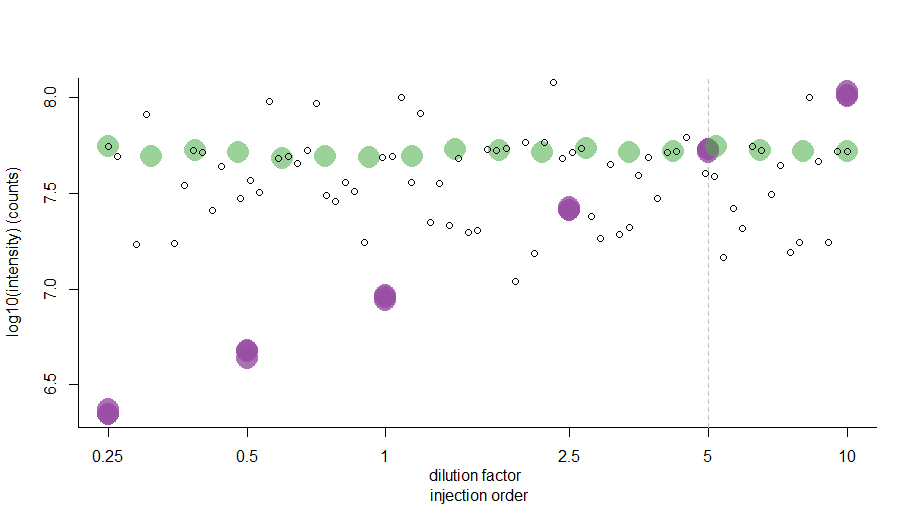 log10(intensity) (counts)
8.0
7.5
7.0
6.5
0.25 0.5 1 2.5 5 10
dilution factor
injection order